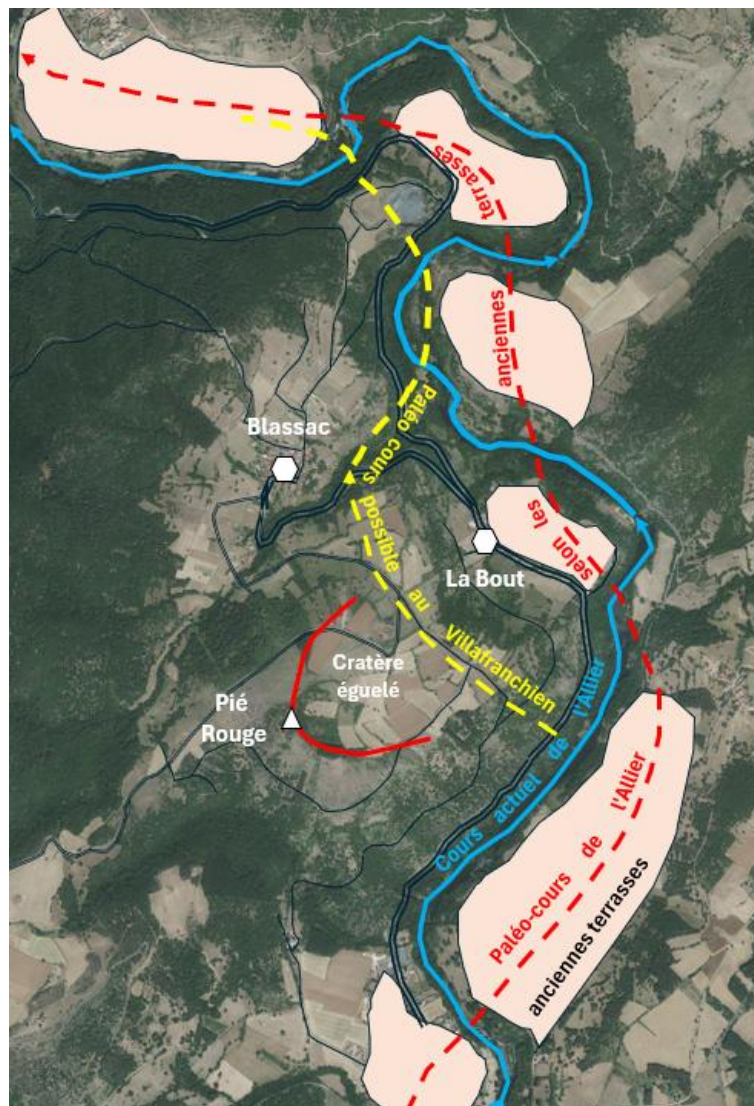 terrasses
anciennes
selon les
Paléo cours possible au Villafranchien
Blassac
La Bout
Cratère
éguelé
Pié
Rouge
Cours actuel de l'Allier
Paléo-cours de l'Allier
anciennes terrasses